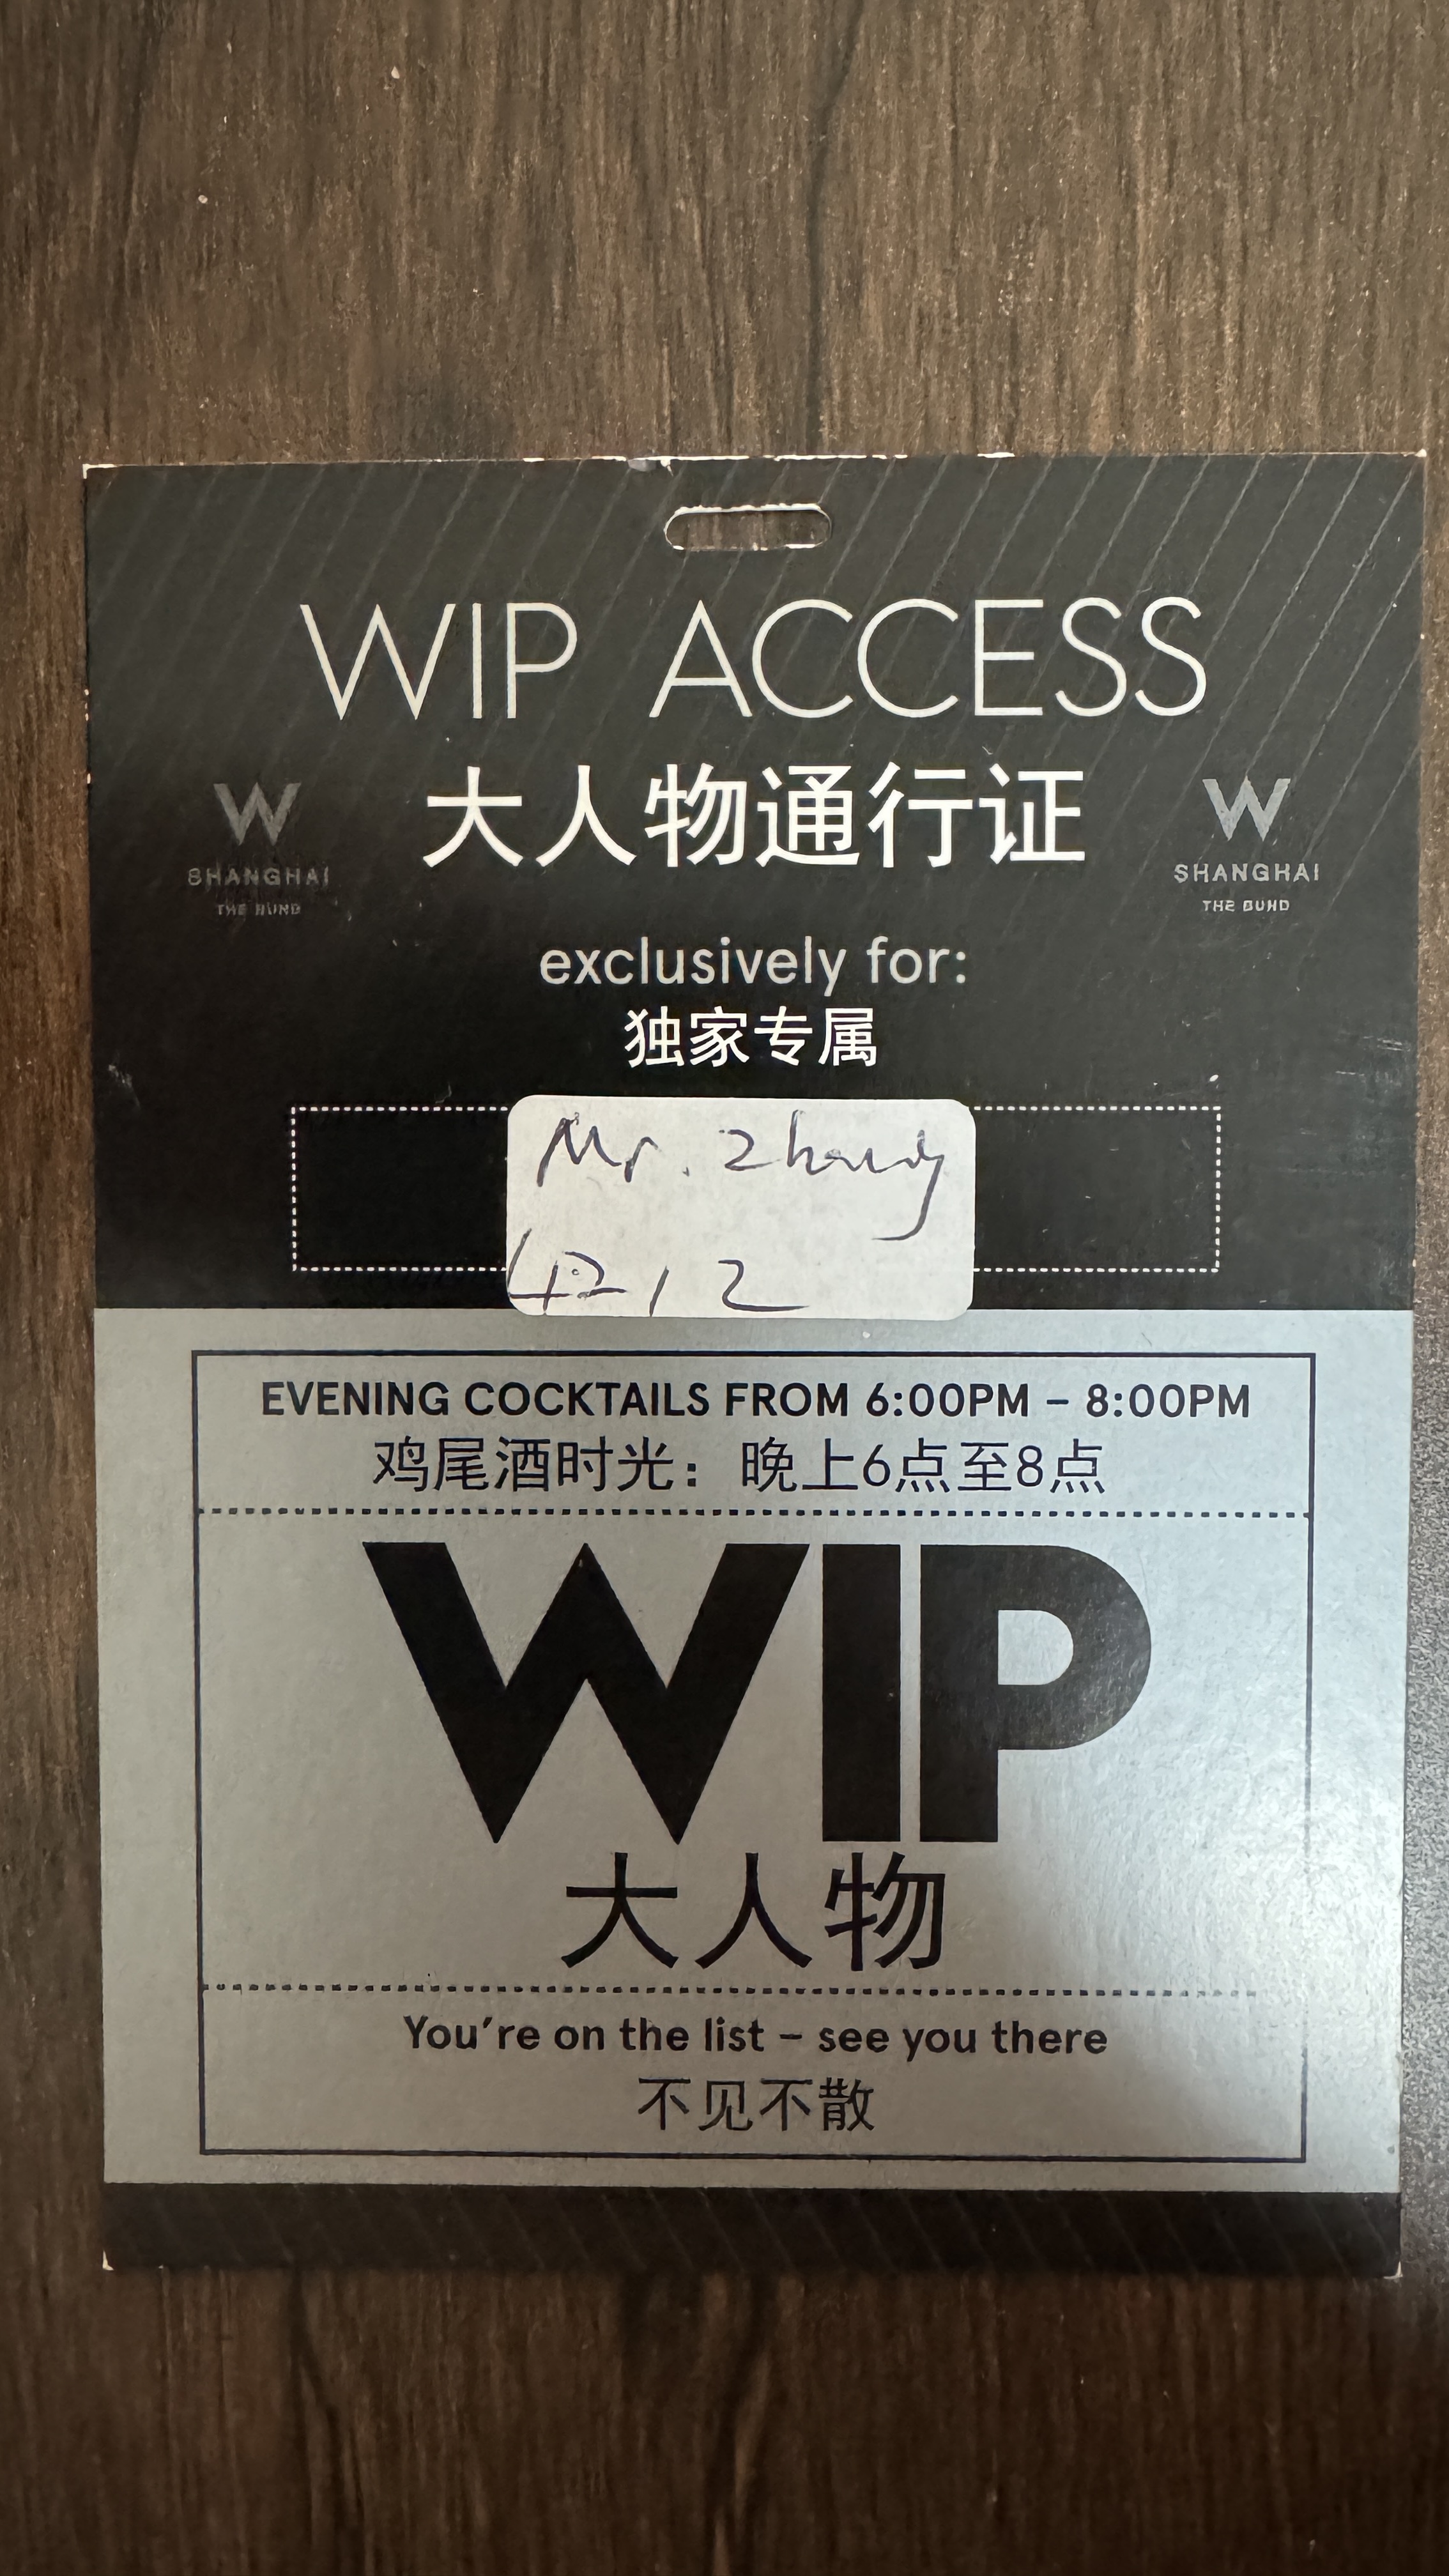 WIP ACCESS
大人物通行证
W
SHANGHAI
THE BUND
W
SHANGHAI
THE BUND
exclusively for:
独家专属
Mr. Zhang
4212
EVENING COCKTAILS FROM 6:00PM – 8:00PM
鸡尾酒时光：晚上6点至8点
WIP
大人物
You're on the list – see you there
不见不散